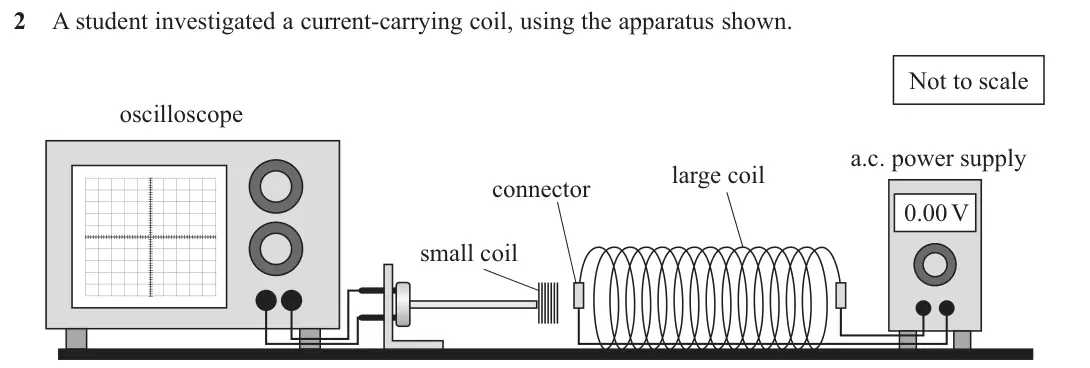 2 A student investigated a current-carrying coil, using the apparatus shown.
Not to scale
oscilloscope
a.c. power supply
large coil
connector
0.00 V
small coil